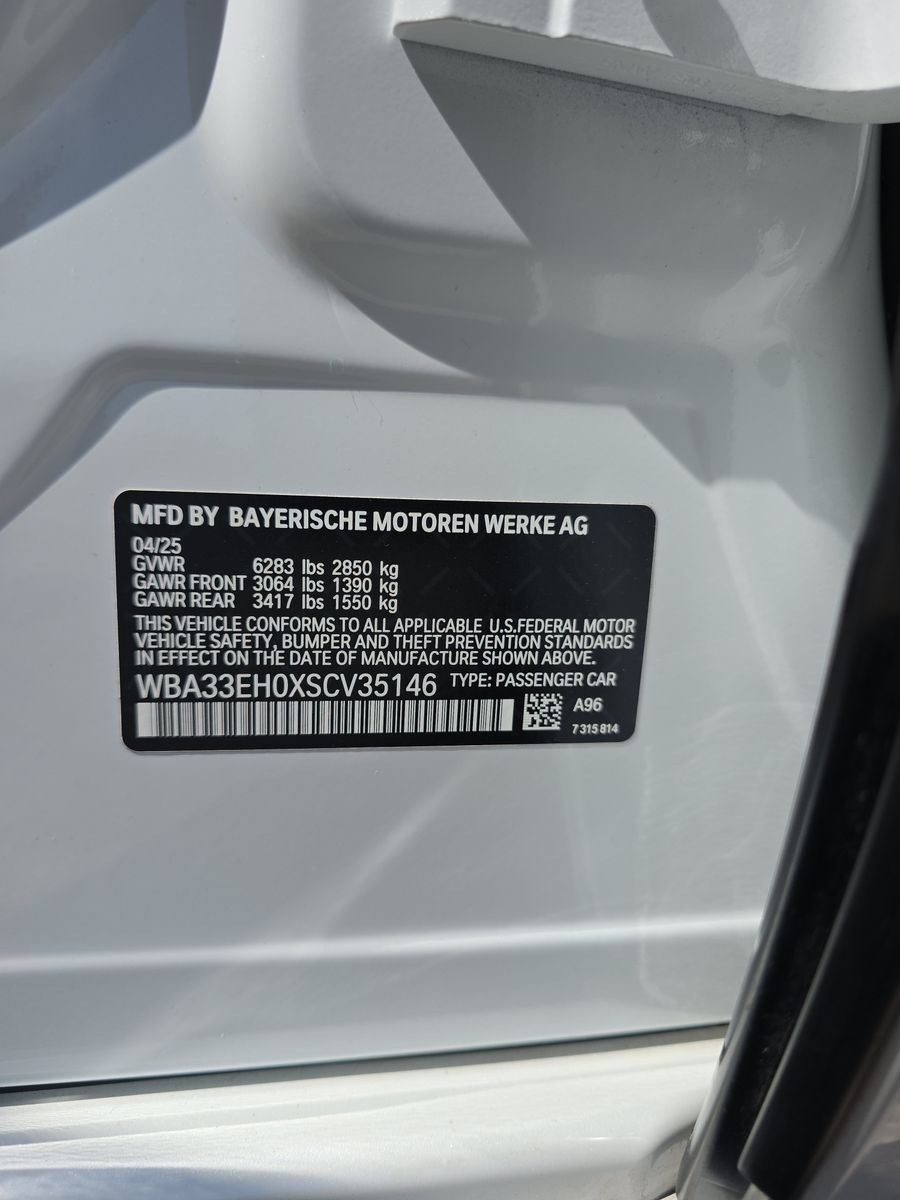 MFD BY BAYERISCHE MOTOREN WERKE AG
04/25
GVWR 6283 lbs 2850 kg
GAWR FRONT 3064 lbs 1390 kg
GAWR REAR 3417 lbs 1550 kg
THIS VEHICLE CONFORMS TO ALL APPLICABLE U.S.FEDERAL MOTOR
VEHICLE SAFETY, BUMPER AND THEFT PREVENTION STANDARDS
IN EFFECT ON THE DATE OF MANUFACTURE SHOWN ABOVE.
WBA33EH0XSCV35146 TYPE: PASSENGER CAR
A96
7 315 814